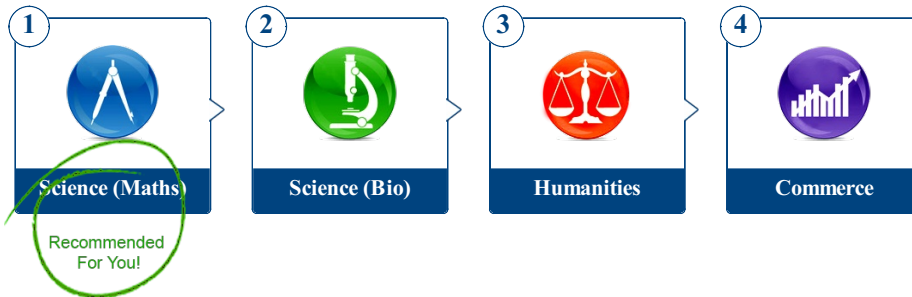 1
2
3
4
Science (Maths)
Science (Bio)
Humanities
Commerce
Recommended
For You!